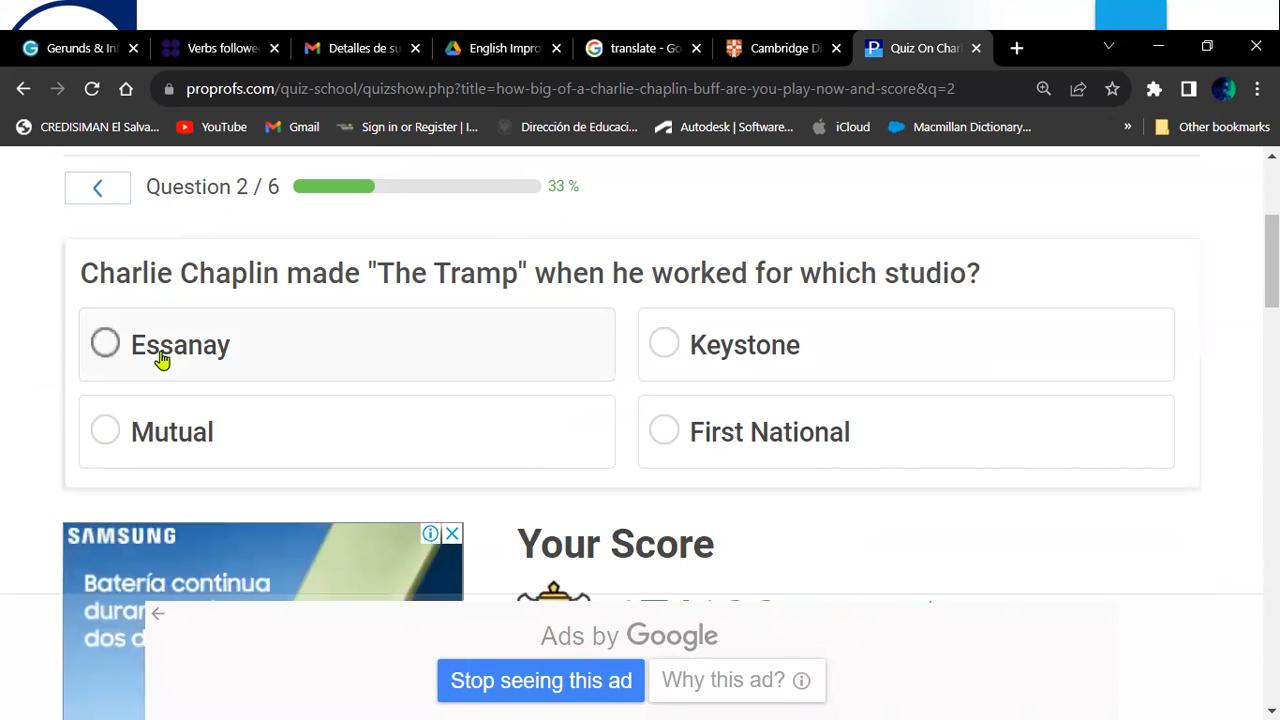 Gerunds & In
Verbs followe
Detalles de su
English Impro
translate - Go
Cambridge D
Quiz On Char
proprofs.com/quiz-school/quizshow.php?title=how-big-of-a-charlie-chaplin-buff-are-you-play-now-and-score&q=2
CREDISIMAN El Salva...
YouTube
Gmail
Sign in or Register | I...
Dirección de Educaci...
Autodesk | Software...
iCloud
Macmillan Dictionary...
»
Other bookmarks
Question 2 / 6
33 %
Charlie Chaplin made "The Tramp" when he worked for which studio?
Essanay
Keystone
Mutual
First National
SAMSUNG
Batería continua
dos d
Your Score
Ads by Google
Stop seeing this ad
Why this ad?